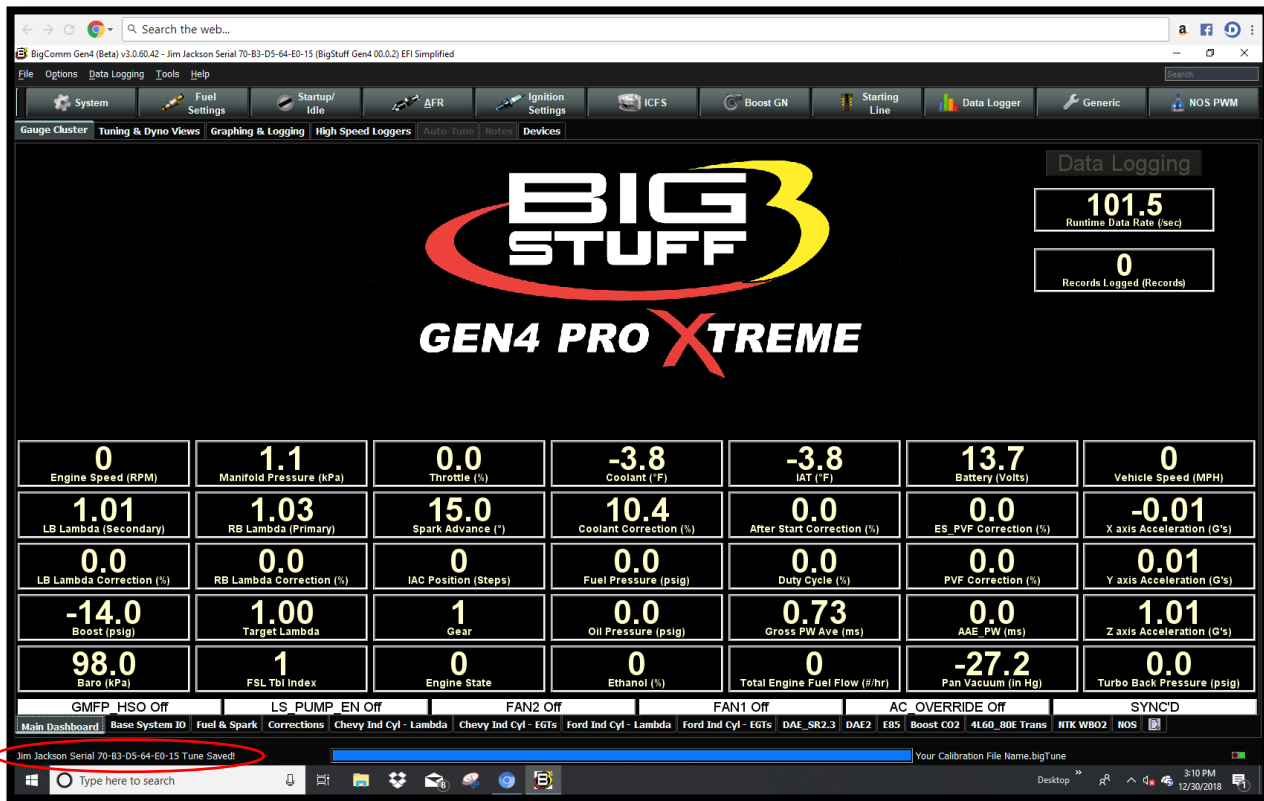 Search the web...
BigComm Gen4 (Beta) v3.0.60.42 - Jim Jackson Serial 70-B3-D5-64-E0-15 (BigStuff Gen4 00.0.2) EFI Simplified
File Options Data Logging Tools Help
Search
System
Fuel Settings
Startup/ Idle
AFR
Ignition Settings
ICFS
Boost GN
Starting Line
Data Logger
Generic
NOS PWM
Gauge Cluster Tuning & Dyno Views Graphing & Logging High Speed Loggers Auto-Tune Notes Devices
Data Logging
BIG 3
STUFF
GEN4 PRO XTREME
101.5
Runtime Data Rate (/sec)
0
Records Logged (Records)
0 1.1 0.0 -3.8 -3.8 13.7 0
Engine Speed (RPM) Manifold Pressure (kPa) Throttle (%) Coolant (°F) IAT (°F) Battery (Volts) Vehicle Speed (MPH)
1.01 1.03 15.0 10.4 0.0 0.0 -0.01
LB Lambda (Secondary) RB Lambda (Primary) Spark Advance (°) Coolant Correction (%) After Start Correction (%) ES_PVF Correction (%) X axis Acceleration (G's)
0.0 0.0 0 0.0 0.0 0.0 0.01
LB Lambda Correction (%) RB Lambda Correction (%) IAC Position (Steps) Fuel Pressure (psig) Duty Cycle (%) PVF Correction (%) Y axis Acceleration (G's)
-14.0 1.00 1 0.0 0.73 0.0 1.01
Boost (psig) Target Lambda Gear Oil Pressure (psig) Gross PW Ave (ms) AAE_PW (ms) Z axis Acceleration (G's)
98.0 1 0 0 0 -27.2 0.0
Baro (kPa) FSL Tbl Index Engine State Ethanol (%) Total Engine Fuel Flow (#/hr) Pan Vacuum (in Hg) Turbo Back Pressure (psig)
GMFP_HSO Off LS_PUMP_EN Off FAN2 Off FAN1 Off AC_OVERRIDE Off SYNC'D
Main Dashboard Base System IO Fuel & Spark Corrections Chevy Ind Cyl - Lambda Chevy Ind Cyl - EGTs Ford Ind Cyl - Lambda Ford Ind Cyl - EGTs DAE_SR2.3 DAE2 E85 Boost CO2 4L60_80E Trans NTK WBO2 NOS
Jim Jackson Serial 70-B3-D5-64-E0-15 Tune Saved! Your Calibration File Name.bigTune
Type here to search
Desktop
3:10 PM
12/30/2018